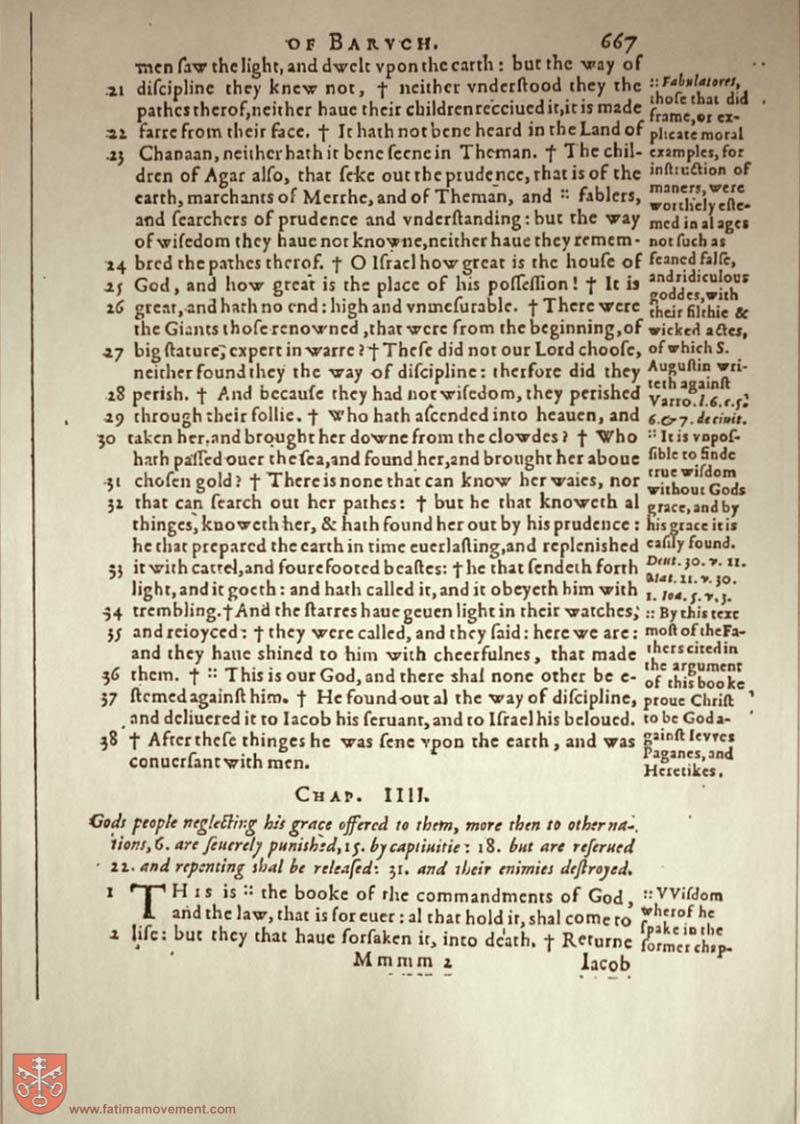 OF BARVCH. 667
men ſaw the light, and dwelt vpon the earth : but the way of
21 diſcipline they knew not, † neither vnderſtood they the
pathes therof, neither haue their children receiued it, it is made
22 farre from their face. † It hath not bene heard in the Land of
23 Chanaan, neither hath it bene ſeene in Theman. † The chil-
dren of Agar alſo, that ſeke out the prudence, that is of the
earth, marchants of Merrhe, and of Theman, and :: fablers,
and ſearchers of prudence and vnderſtanding : but the way
of wiſedom they haue not knowne, neither haue they remem-
24 bred the pathes therof. † O Iſrael how great is the houſe of
25 God, and how great is the place of his poſſeſſion! † It is
26 great, and hath no end: high and vnmeſurable. † There were
the Giants thoſe renowned, that were from the beginning, of
27 big ſtature, expert in warre ? † Theſe did not our Lord chooſe,
neither found they the way of diſcipline: therfore did they
28 periſh. † And becauſe they had not wiſedom, they periſhed
29 through their follie. † Who hath aſcended into heauen, and
30 taken her, and brought her downe from the clowdes ? † Who
hath paſſed ouer the ſea, and found her, and brought her aboue
31 choſen gold ? † There is none that can know her waies, nor
32 that can ſearch out her pathes: † but he that knoweth al
thinges, knoweth her, & hath found her out by his prudence :
he that prepared the earth in time euerlaſting, and repleniſhed
33 it with cattel, and fourefooted beaſtes: † he that ſendeth forth
light, and it goeth: and hath called it, and it obeyeth him with
34 trembling. † And the ſtarres haue geuen light in their watches,
35 and reioyced: † they were called, and they ſaid: here we are:
and they haue ſhined to him with cheerfulnes, that made
36 them. † :: This is our God, and there ſhal none other be e-
37 ſtemed againſt him. † He found out al the way of diſcipline,
and deliuered it to Iacob his ſeruant, and to Iſrael his beloued.
38 † After theſe thinges he was ſene vpon the earth, and was
conuerſant with men.
:: Fabulatores,
thoſe that did
frame, or ex-
plicate moral
examples, for
inſtruction of
maners, were
worthely eſte-
med in al ages
not ſuch as
feaned falſe,
and ridiculous
goddes, with
their filthie &
wicked actes,
of which S.
Auguſtin wri-
teth againſt
Varro. l. 6. c. 5.
6. & 7. de ciuit.
:: It is vnpoſ-
ſible to finde
true wiſdom
without Gods
grace, and by
his grace it is
eaſily found.
Deut. 30. v. 11.
Mat. 11. v. 30.
1. Ioa. 5. v. 3.
:: By this text
moſt of the Fa-
thers cited in
the argument
of this booke
proue Chriſt
to be God a-
gainſt Iewes
Paganes, and
Heretikes.
CHAP. IIII.
Gods people neglecting his grace offered to them, more then to other na-
tions, 6. are ſeuerely puniſhed, 15. by captiuitie : 18. but are reſerued
22. and repenting ſhal be releaſed: 31. and their enimies deſtroyed.
1 THIS is :: the booke of the commandments of God,
and the law, that is for euer : al that hold it, ſhal come to
2 life: but they that haue forſaken it, into death. † Returne
Mmmm 2 Iacob
:: VViſdom
wherof he
ſpake in the
former chap-
www.fatimamovement.com